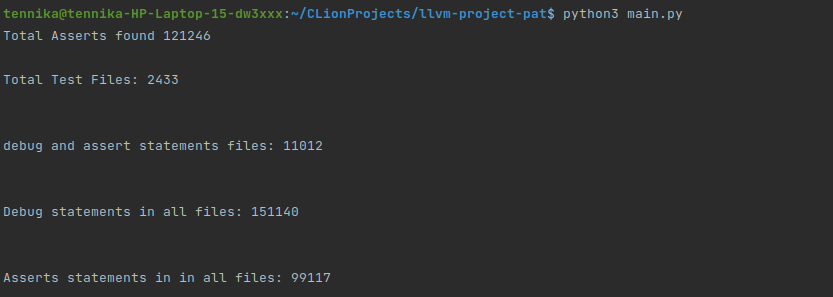 tennika@tennika-HP-Laptop-15-dw3xxx:~/CLionProjects/llvm-project-pat$ python3 main.py
Total Asserts found 121246
Total Test Files: 2433
debug and assert statements files: 11012
Debug statements in all files: 151140
Asserts statements in in all files: 99117